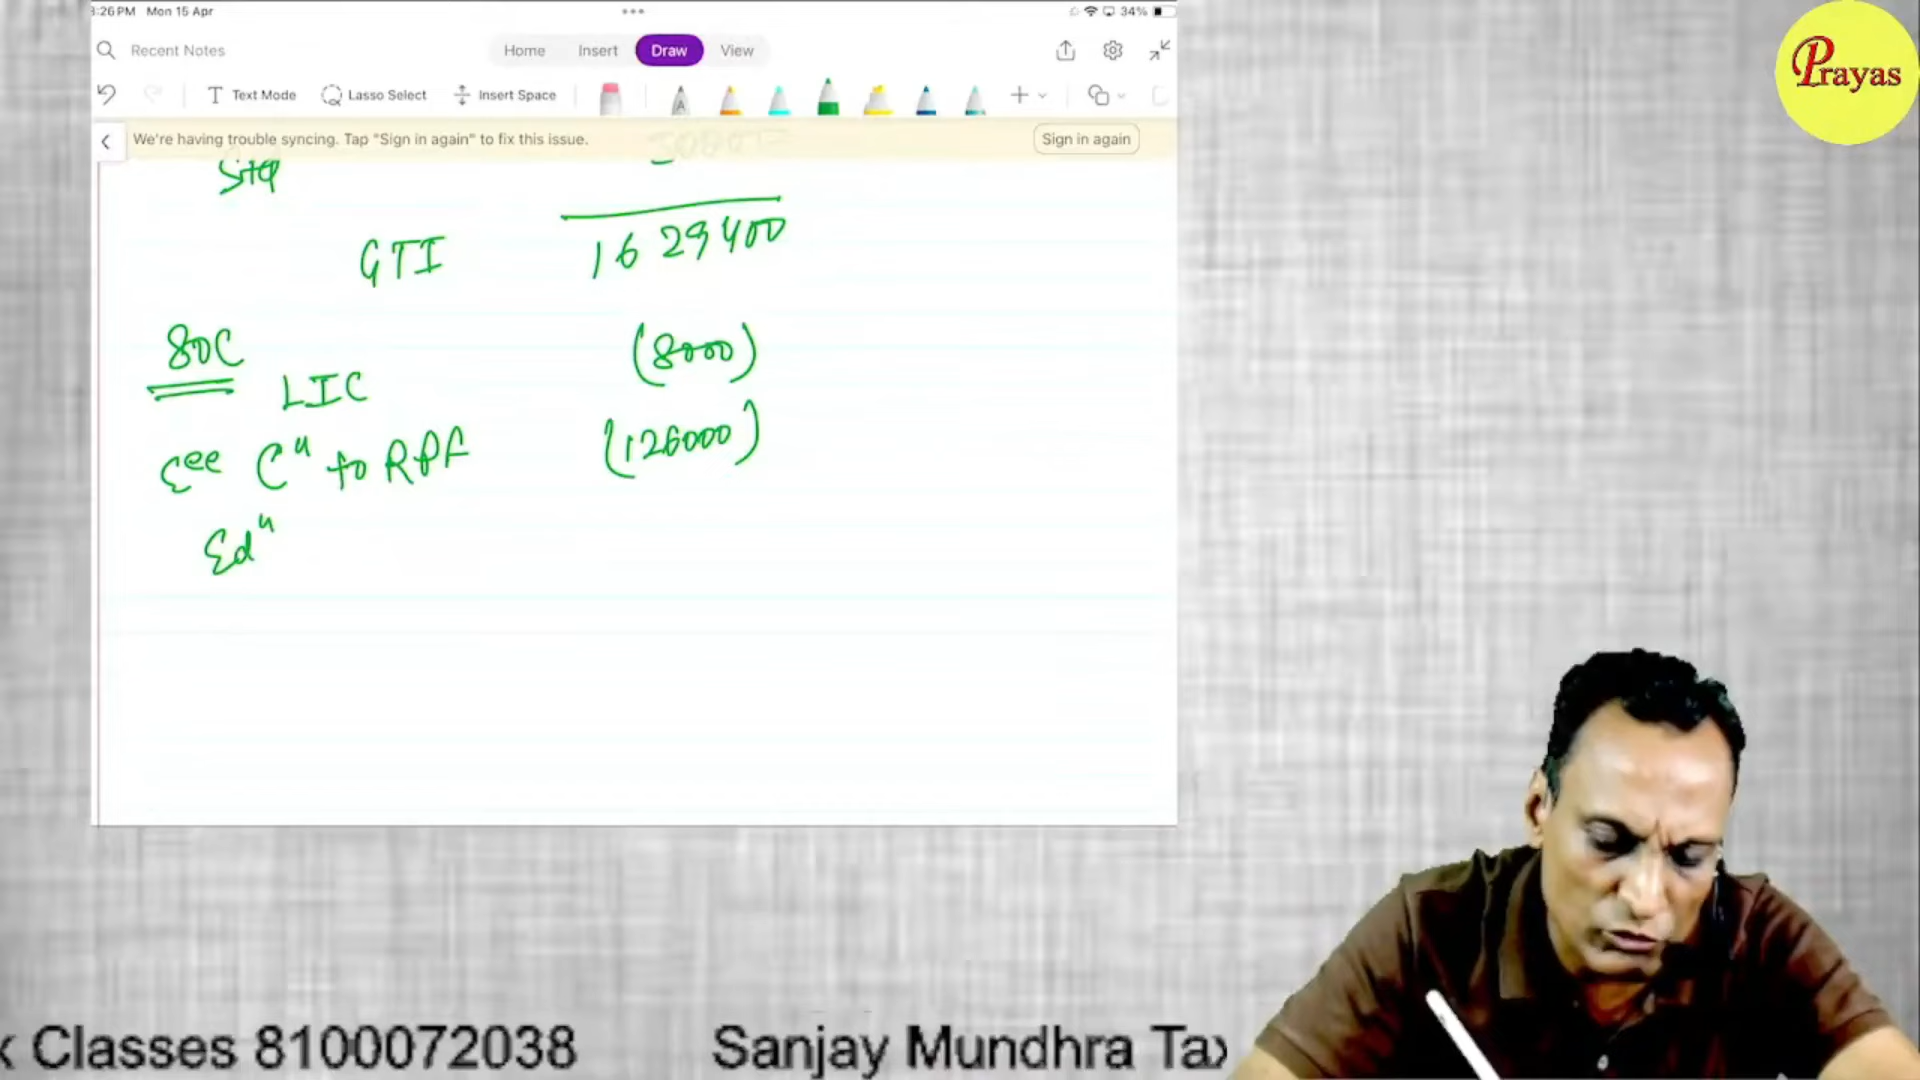 :26 PM Mon 15 Apr
34%
Recent Notes
Home Insert Draw View
Text Mode Lasso Select Insert Space
We're having trouble syncing. Tap "Sign in again" to fix this issue.
Sign in again
GTI 1629400
80C
LIC (8000)
Eee Cⁿ to RPF (126000)
Edⁿ
Prayas
x Classes 8100072038 Sanjay Mundhra Tax